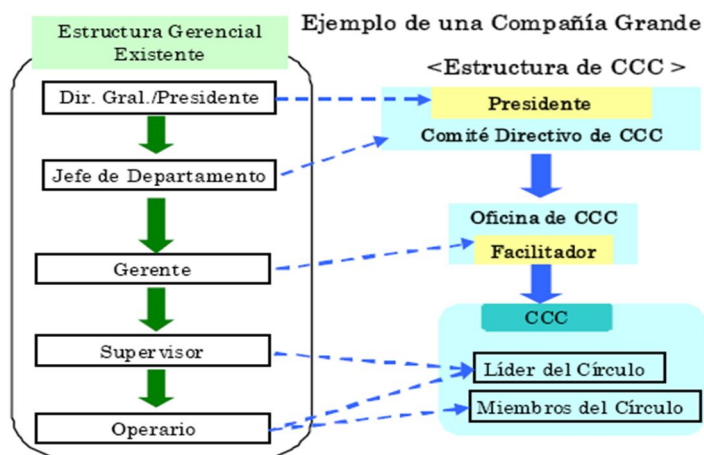 Estructura Gerencial
Existente
Ejemplo de una Compañía Grande
<Estructura de CCC >
Dir. Gral./Presidente
Presidente
Comité Directivo de CCC
Jefe de Departamento
Oficina de CCC
Facilitador
Gerente
CCC
Supervisor
Líder del Círculo
Miembros del Círculo
Operario